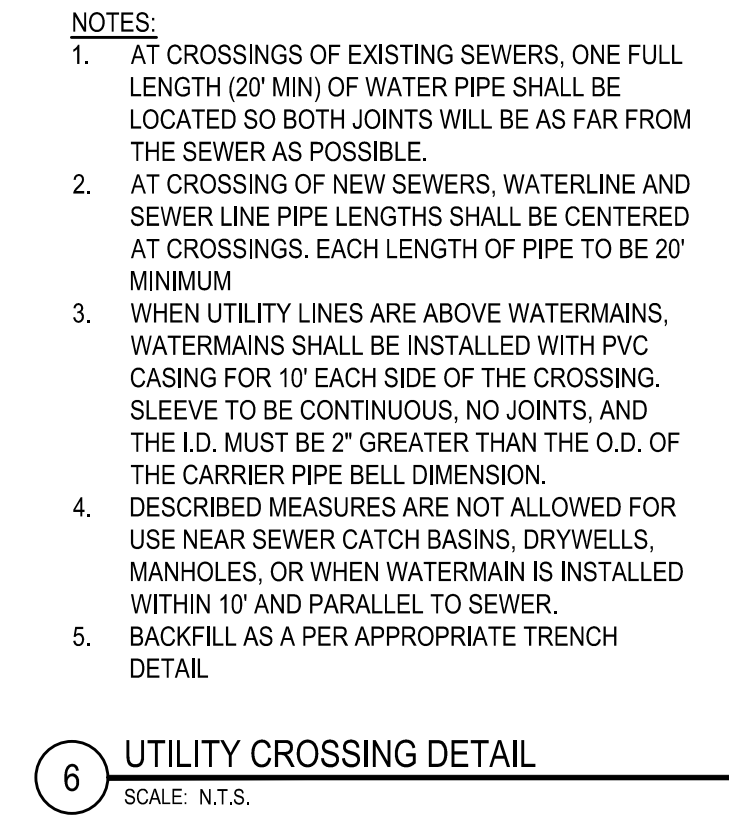 NOTES:
1. AT CROSSINGS OF EXISTING SEWERS, ONE FULL
LENGTH (20' MIN) OF WATER PIPE SHALL BE
LOCATED SO BOTH JOINTS WILL BE AS FAR FROM
THE SEWER AS POSSIBLE.
2. AT CROSSING OF NEW SEWERS, WATERLINE AND
SEWER LINE PIPE LENGTHS SHALL BE CENTERED
AT CROSSINGS. EACH LENGTH OF PIPE TO BE 20'
MINIMUM
3. WHEN UTILITY LINES ARE ABOVE WATERMAINS,
WATERMAINS SHALL BE INSTALLED WITH PVC
CASING FOR 10' EACH SIDE OF THE CROSSING.
SLEEVE TO BE CONTINUOUS, NO JOINTS, AND
THE I.D. MUST BE 2" GREATER THAN THE O.D. OF
THE CARRIER PIPE BELL DIMENSION.
4. DESCRIBED MEASURES ARE NOT ALLOWED FOR
USE NEAR SEWER CATCH BASINS, DRYWELLS,
MANHOLES, OR WHEN WATERMAIN IS INSTALLED
WITHIN 10' AND PARALLEL TO SEWER.
5. BACKFILL AS A PER APPROPRIATE TRENCH
DETAIL
6 UTILITY CROSSING DETAIL
SCALE: N.T.S.